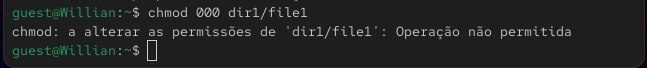 guest@Willian:~$ chmod 000 dir1/file1
chmod: a alterar as permissões de 'dir1/file1': Operação não permitida
guest@Willian:~$